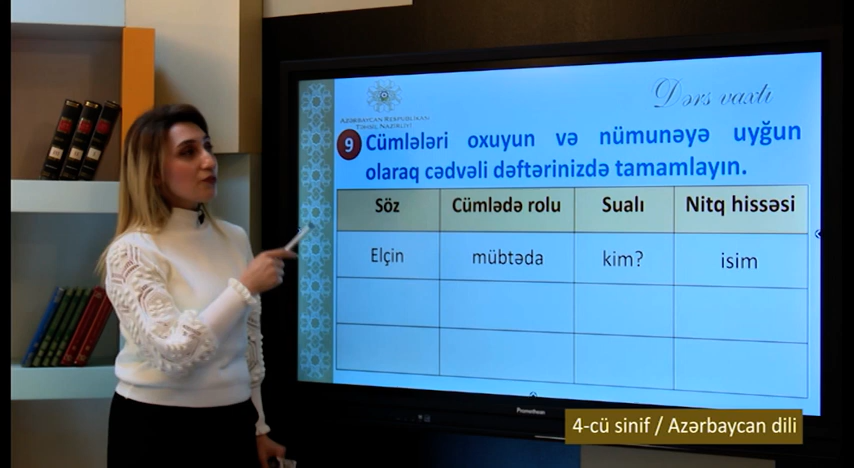 Dərs vaxtı
AZƏRBAYCAN RESPUBLİKASI
TƏHSİL NAZİRLİYİ
9 Cümlələri oxuyun və nümunəyə uyğun
olaraq cədvəli dəftərinizdə tamamlayın.
Söz Cümlədə rolu Sualı Nitq hissəsi
Elçin mübtəda kim? isim
Promethean
4-cü sinif / Azərbaycan dili